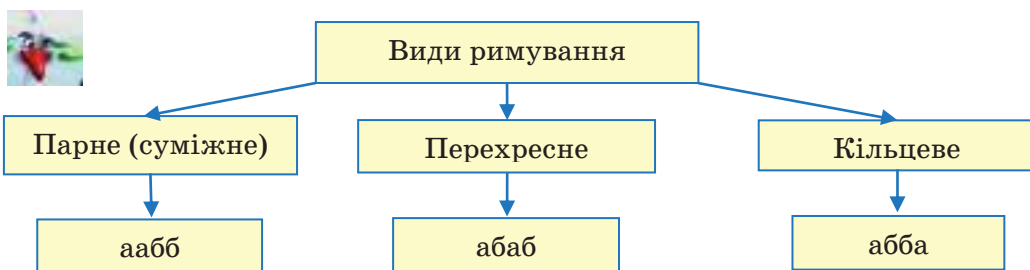 Види римування
Парне (суміжне)
Перехресне
Кільцеве
аабб
абаб
абба